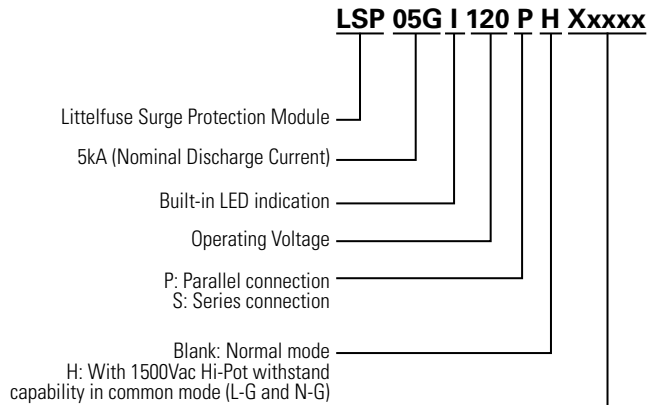 LSP 05G I 120 P H Xxxxx
Littelfuse Surge Protection Module
5kA (Nominal Discharge Current)
Built-in LED indication
Operating Voltage
P: Parallel connection
S: Series connection
Blank: Normal mode
H: With 1500Vac Hi-Pot withstand
capability in common mode (L-G and N-G)